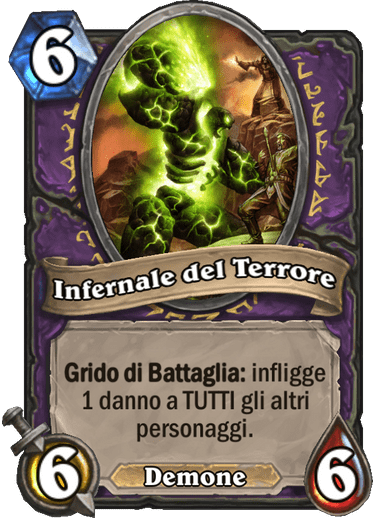 6
Infernale del Terrore
Grido di Battaglia: infligge
1 danno a TUTTI gli altri
personaggi.
6
Demone
6